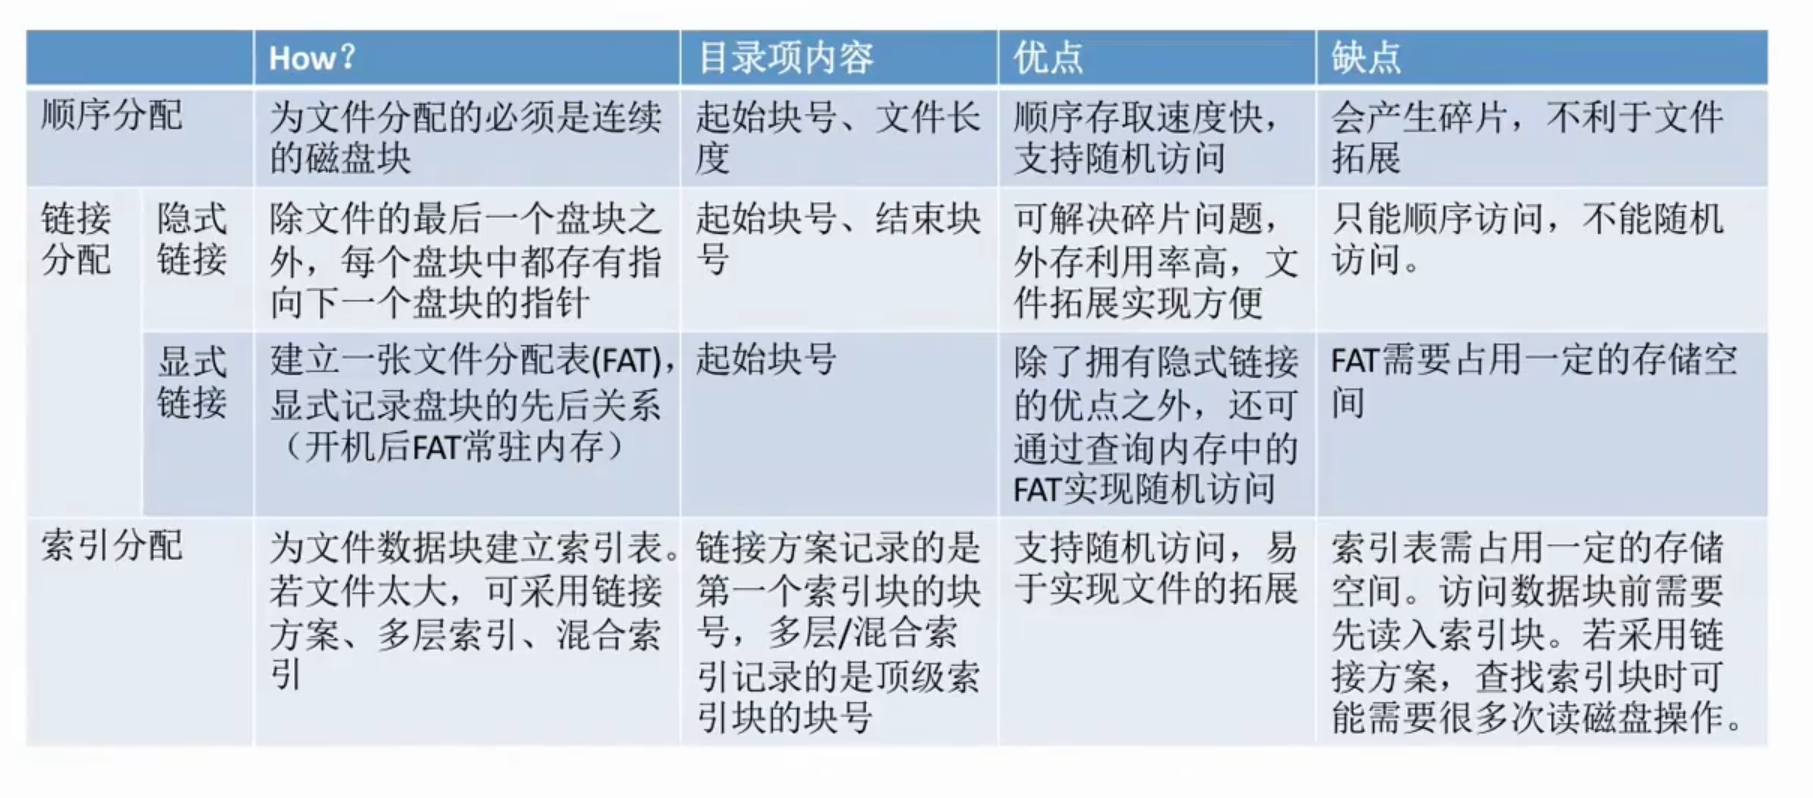 How？
目录项内容
优点
缺点
顺序分配
为文件分配的必须是连续
的磁盘块
起始块号、文件长
度
顺序存取速度快，
支持随机访问
会产生碎片，不利于文件
拓展
链接
分配
隐式
链接
除文件的最后一个盘块之
外，每个盘块中都存有指
向下一个盘块的指针
起始块号、结束块
号
可解决碎片问题，
外存利用率高，文
件拓展实现方便
只能顺序访问，不能随机
访问。
显式
链接
建立一张文件分配表(FAT)，
显式记录盘块的先后关系
（开机后FAT常驻内存）
起始块号
除了拥有隐式链接
的优点之外，还可
通过查询内存中的
FAT实现随机访问
FAT需要占用一定的存储空
间
索引分配
为文件数据块建立索引表。
若文件太大，可采用链接
方案、多层索引、混合索
引
链接方案记录的是
第一个索引块的块
号，多层/混合索
引记录的是顶级索
引块的块号
支持随机访问，易
于实现文件的拓展
索引表需占用一定的存储
空间。访问数据块前需要
先读入索引块。若采用链
接方案，查找索引块时可
能需要很多次读磁盘操作。